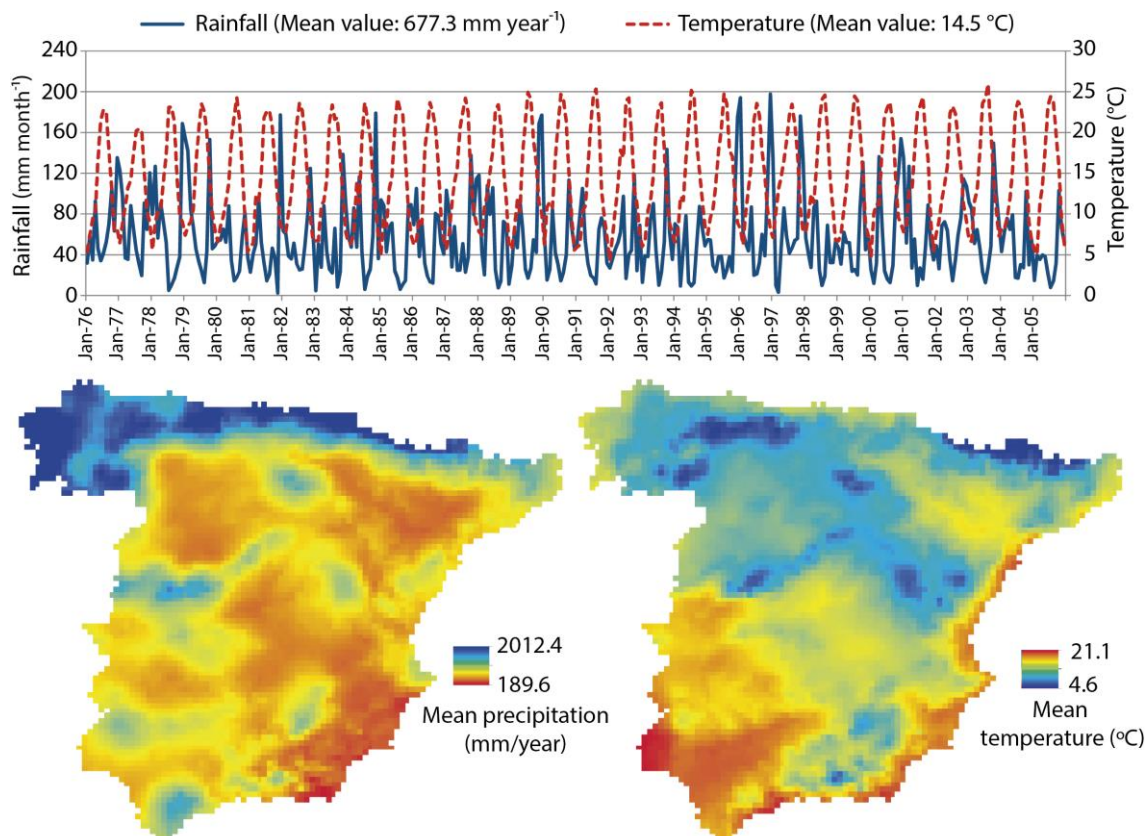 Rainfall (Mean value: 677.3 mm year⁻¹) Temperature (Mean value: 14.5 °C)
Rainfall (mm month⁻¹)
240
200
160
120
80
40
0
30
25
20
15
10
5
0
Temperature (°C)
Jan-76
Jan-77
Jan-78
Jan-79
Jan-80
Jan-81
Jan-82
Jan-83
Jan-84
Jan-85
Jan-86
Jan-87
Jan-88
Jan-89
Jan-90
Jan-91
Jan-92
Jan-93
Jan-94
Jan-95
Jan-96
Jan-97
Jan-98
Jan-99
Jan-00
Jan-01
Jan-02
Jan-03
Jan-04
Jan-05
2012.4
189.6
Mean precipitation
(mm/year)
21.1
4.6
Mean
temperature (ºC)